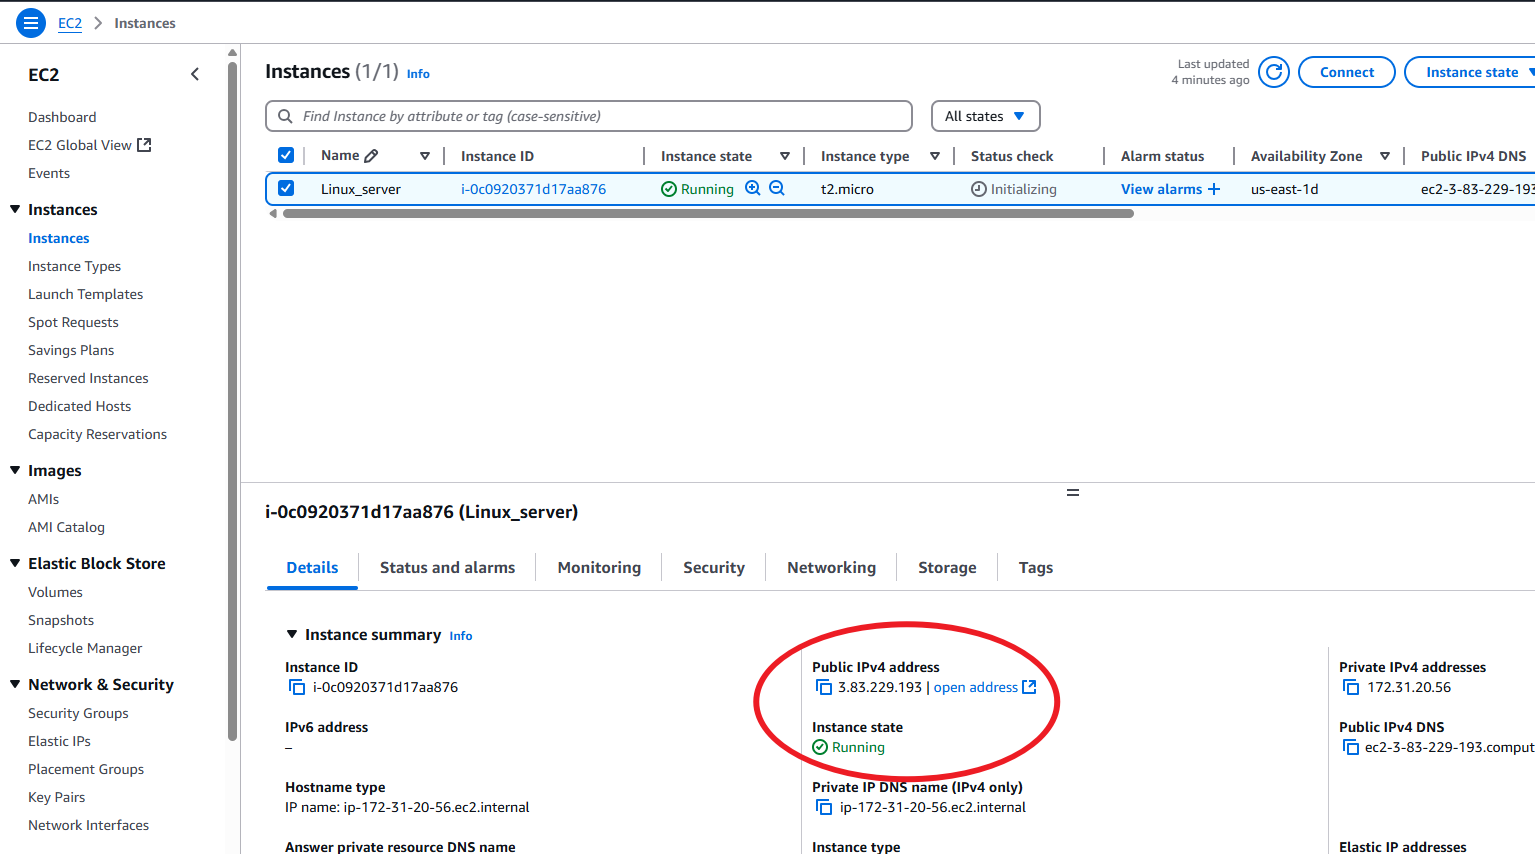 EC2 > Instances
EC2
Dashboard
EC2 Global View
Events
Instances
Instances
Instance Types
Launch Templates
Spot Requests
Savings Plans
Reserved Instances
Dedicated Hosts
Capacity Reservations
Images
AMIs
AMI Catalog
Elastic Block Store
Volumes
Snapshots
Lifecycle Manager
Network & Security
Security Groups
Elastic IPs
Placement Groups
Key Pairs
Network Interfaces
Instances (1/1) Info
Last updated
4 minutes ago
Connect
Instance state
Find Instance by attribute or tag (case-sensitive)
All states
Name Instance ID Instance state Instance type Status check Alarm status Availability Zone Public IPv4 DNS
Linux_server i-0c0920371d17aa876 Running t2.micro Initializing View alarms + us-east-1d ec2-3-83-229-193
i-0c0920371d17aa876 (Linux_server)
Details Status and alarms Monitoring Security Networking Storage Tags
Instance summary Info
Instance ID
i-0c0920371d17aa876
Public IPv4 address
3.83.229.193 | open address
Private IPv4 addresses
172.31.20.56
IPv6 address
–
Instance state
Running
Public IPv4 DNS
ec2-3-83-229-193.comput
Hostname type
IP name: ip-172-31-20-56.ec2.internal
Private IP DNS name (IPv4 only)
ip-172-31-20-56.ec2.internal
Answer private resource DNS name
Instance type
Elastic IP addresses